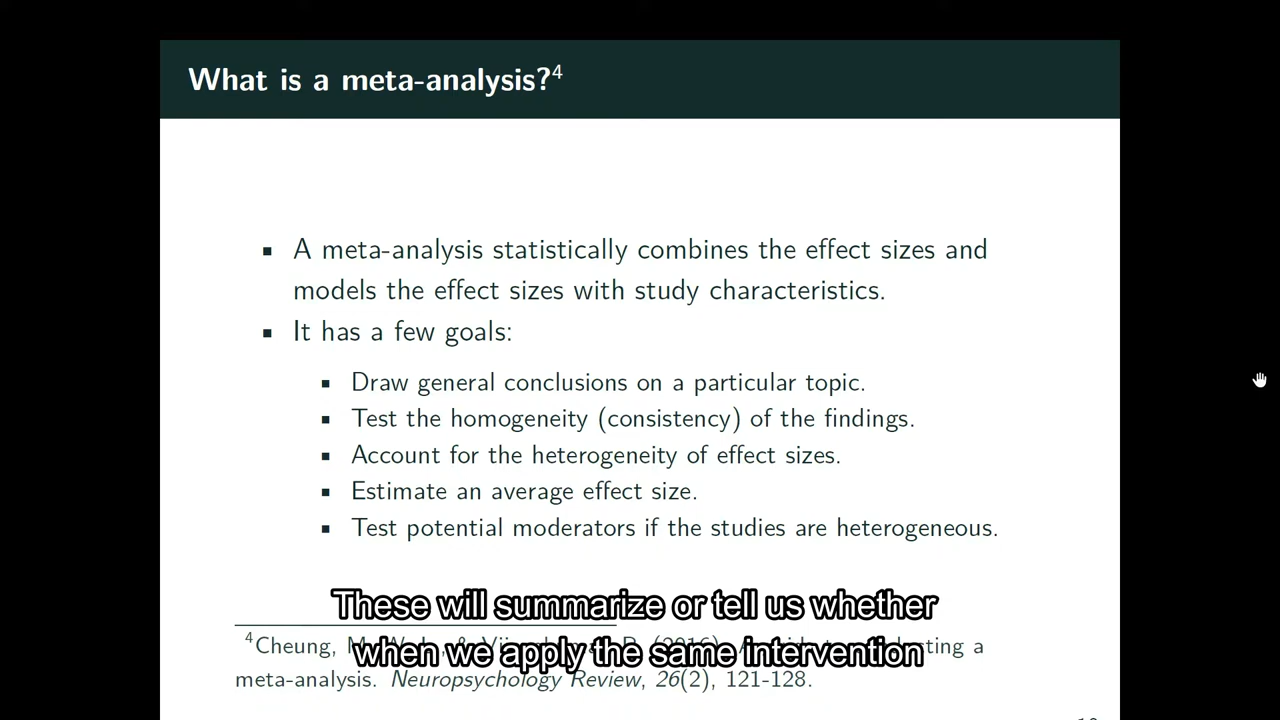 What is a meta-analysis?⁴
▪ A meta-analysis statistically combines the effect sizes and
models the effect sizes with study characteristics.
▪ It has a few goals:
▪ Draw general conclusions on a particular topic.
▪ Test the homogeneity (consistency) of the findings.
▪ Account for the heterogeneity of effect sizes.
▪ Estimate an average effect size.
▪ Test potential moderators if the studies are heterogeneous.
These will summarize or tell us whether
when we apply the same intervention
⁴Cheung, a
meta-analysis. Neuropsychology Review, 26(2), 121-128.